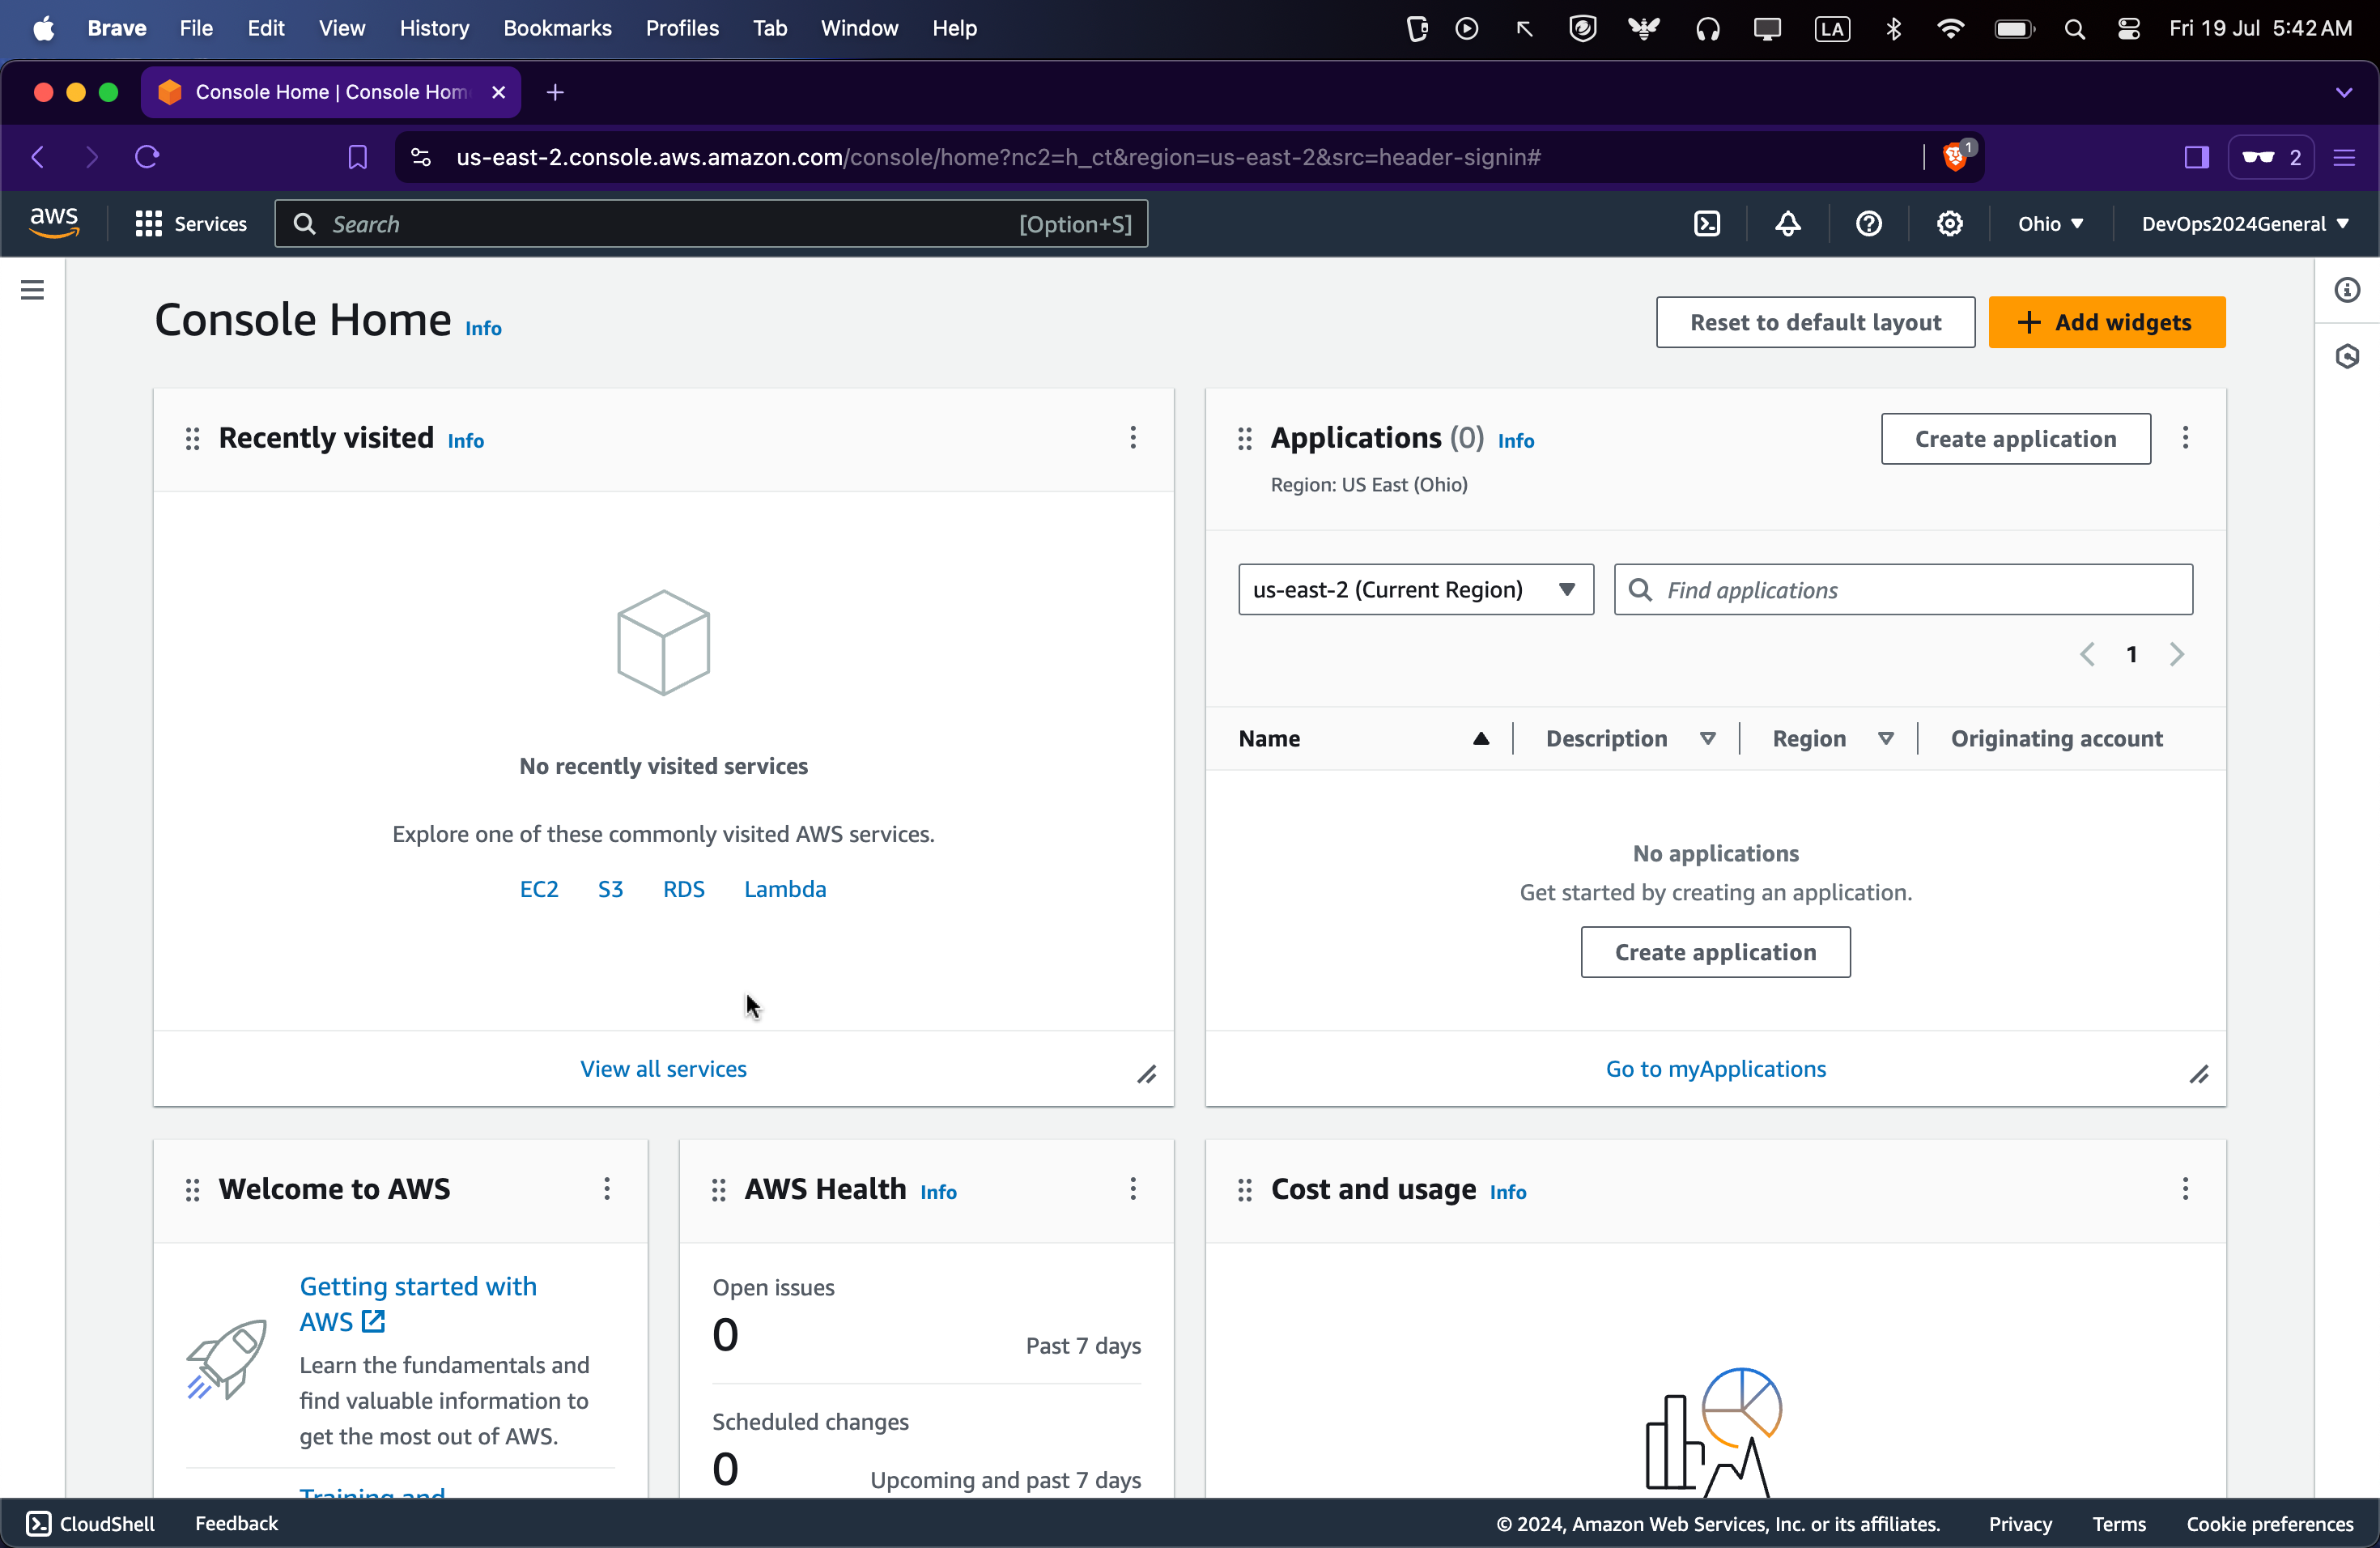 Brave File Edit View History Bookmarks Profiles Tab Window Help LA Fri 19 Jul 5:42 AM
Console Home | Console Hom
us-east-2.console.aws.amazon.com/console/home?nc2=h_ct&region=us-east-2&src=header-signin# 1 2
aws Services Search [Option+S] Ohio DevOps2024General
Console Home Info
Reset to default layout Add widgets
Recently visited Info
No recently visited services
Explore one of these commonly visited AWS services.
EC2 S3 RDS Lambda
View all services
Applications (0) Info Create application
Region: US East (Ohio)
us-east-2 (Current Region) Find applications
1
Name Description Region Originating account
No applications
Get started by creating an application.
Create application
Go to myApplications
Welcome to AWS
Getting started with
AWS
Learn the fundamentals and
find valuable information to
get the most out of AWS.
Training and
AWS Health Info
Open issues
0 Past 7 days
Scheduled changes
0 Upcoming and past 7 days
Cost and usage Info
CloudShell Feedback © 2024, Amazon Web Services, Inc. or its affiliates. Privacy Terms Cookie preferences